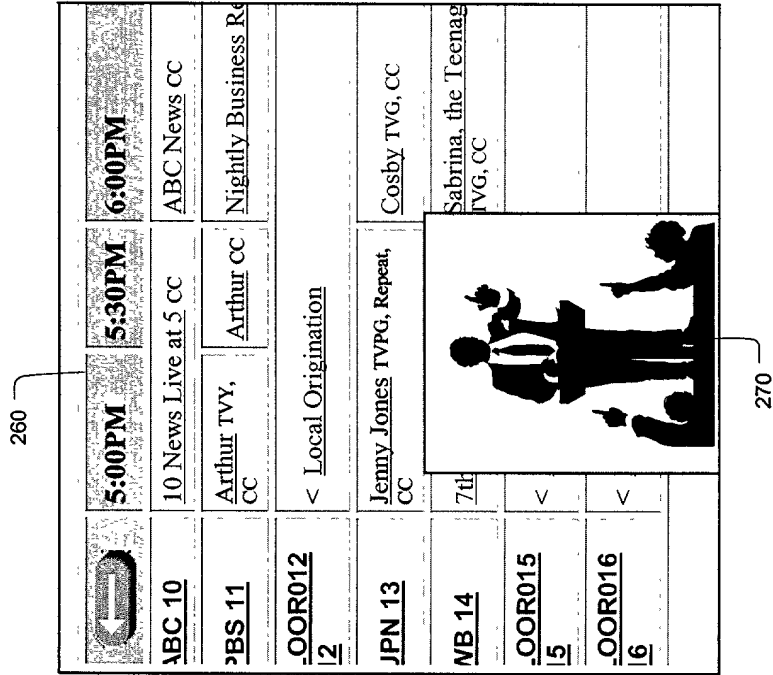 260
5:00PM 5:30PM 6:00PM
ABC 10 10 News Live at 5 CC ABC News CC
PBS 11 Arthur TVY, CC Arthur CC Nightly Business Re
.OOR012 12 < Local Origination
JPN 13 Jenny Jones TVPG, Repeat, CC Cosby TVG, CC
WB 14 7th Sabrina, the Teenag
TVG, CC
.OOR015 15 <
.OOR016 16 <
270